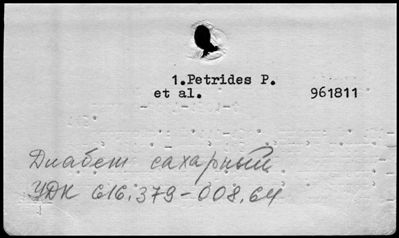 1.Petrides P.
et al. 961811
Диабет сахарный
УДК 616.379-008.64